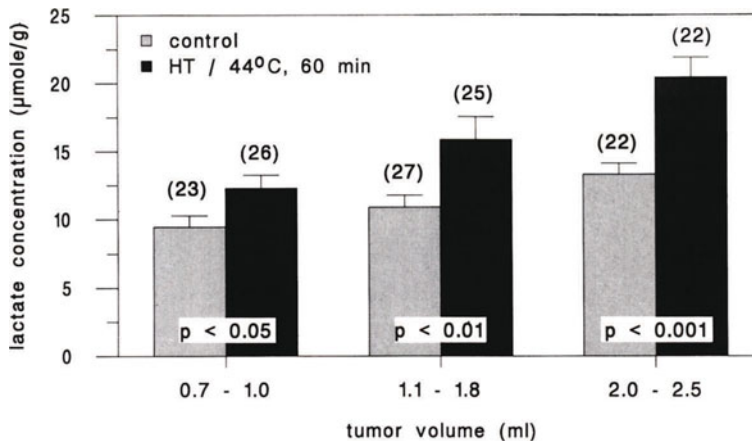 lactate concentration (µmole/g)
25
20
15
10
5
0
control
HT / 44ºC, 60 min
(23)
(26)
(27)
(25)
(22)
(22)
p < 0.05
p < 0.01
p < 0.001
0.7 - 1.0
1.1 - 1.8
2.0 - 2.5
tumor volume (ml)